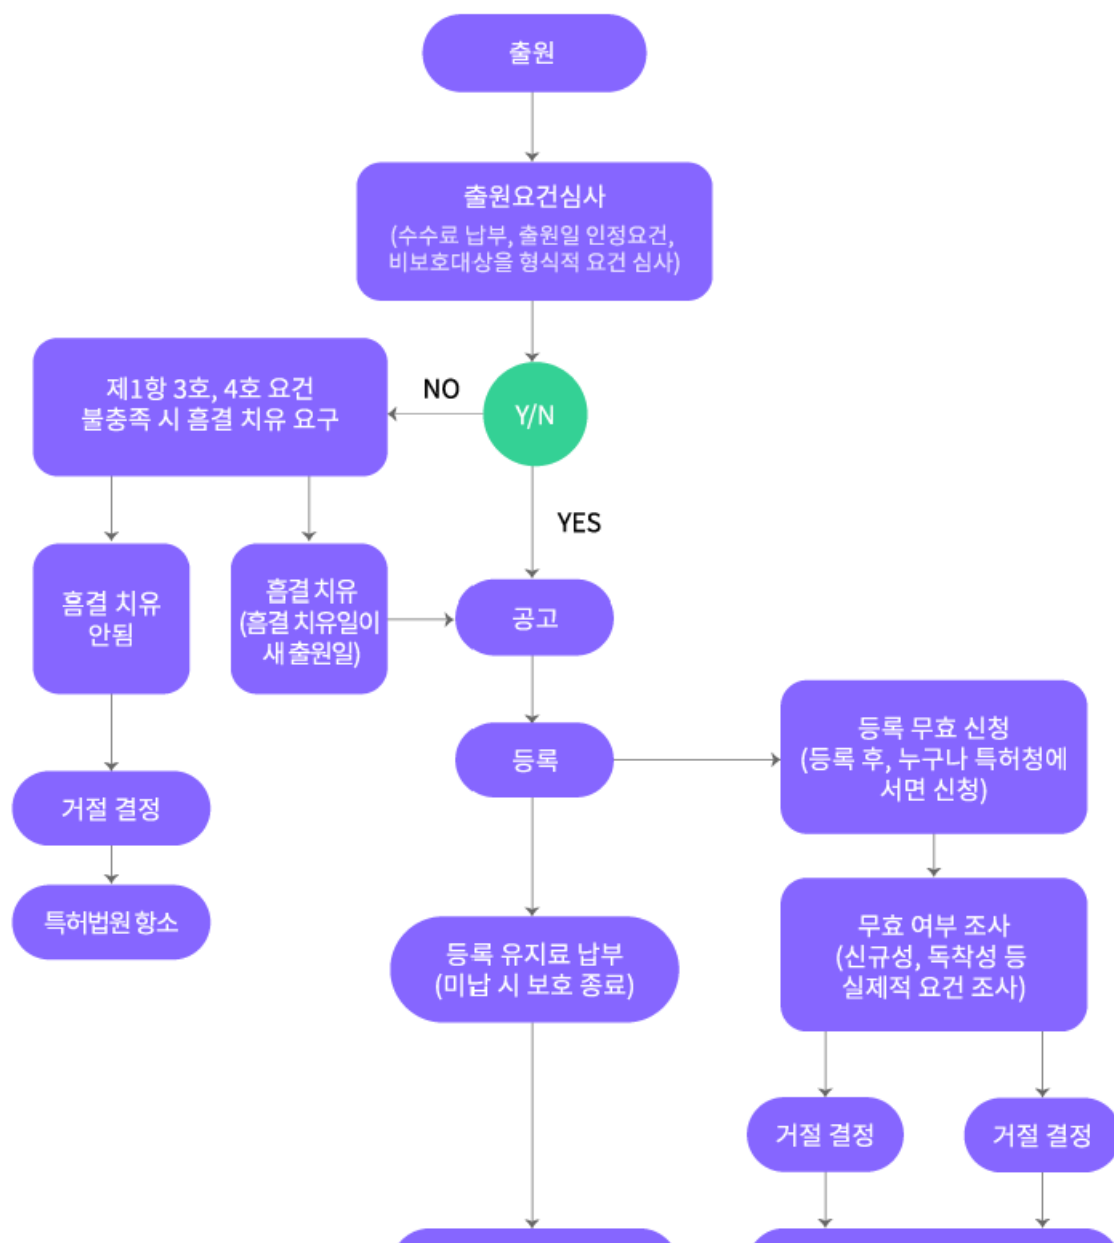 출원
출원요건심사
(수수료 납부, 출원일 인정요건,
비보호대상을 형식적 요건 심사)
제1항 3호, 4호 요건
불충족 시 흠결 치유 요구
NO
Y/N
YES
흠결 치유
안됨
흠결 치유
(흠결 치유일이
새 출원일)
공고
등록
등록 무효 신청
(등록 후, 누구나 특허청에
서면 신청)
거절 결정
특허법원 항소
등록 유지료 납부
(미납 시 보호 종료)
무효 여부 조사
(신규성, 독착성 등
실제적 요건 조사)
거절 결정
거절 결정